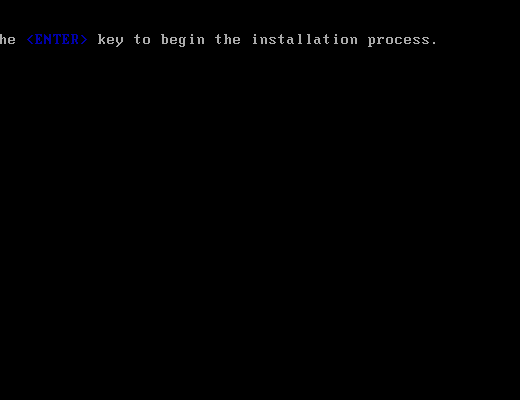 he <ENTER> key to begin the installation process.